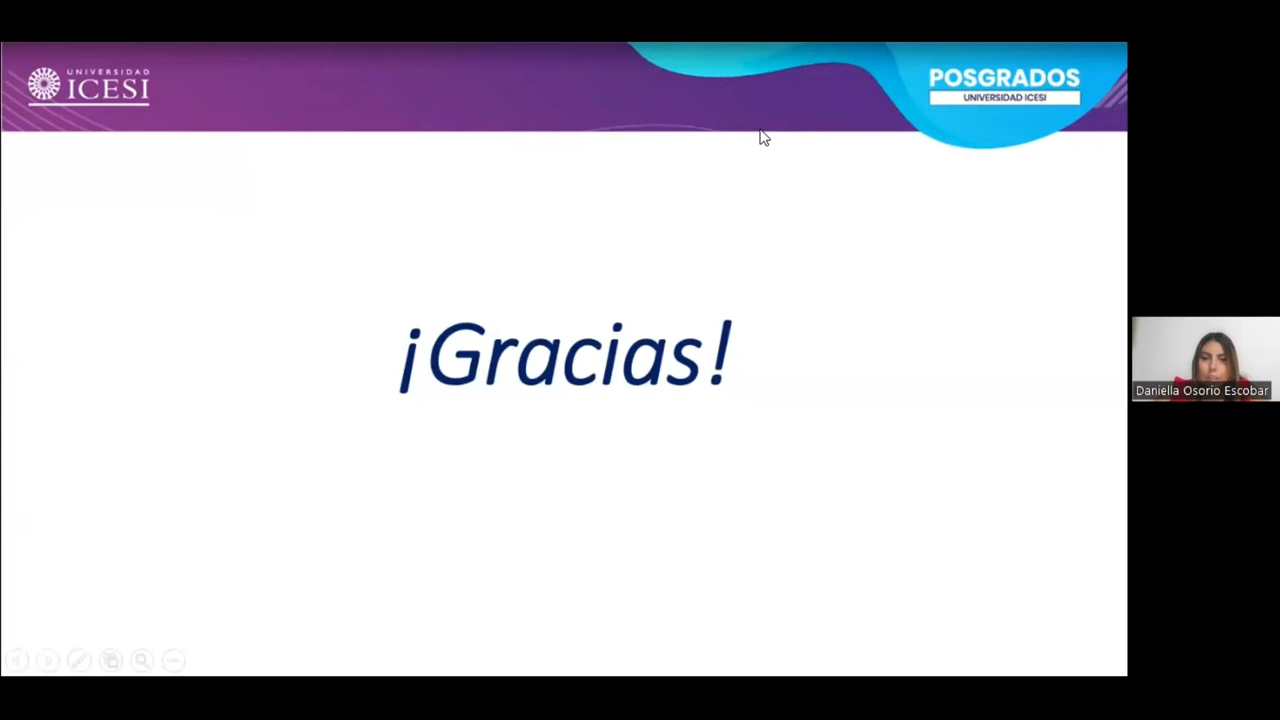 UNIVERSIDAD
ICESI
POSGRADOS
UNIVERSIDAD ICESI
¡Gracias!
Daniella Osorio Escobar